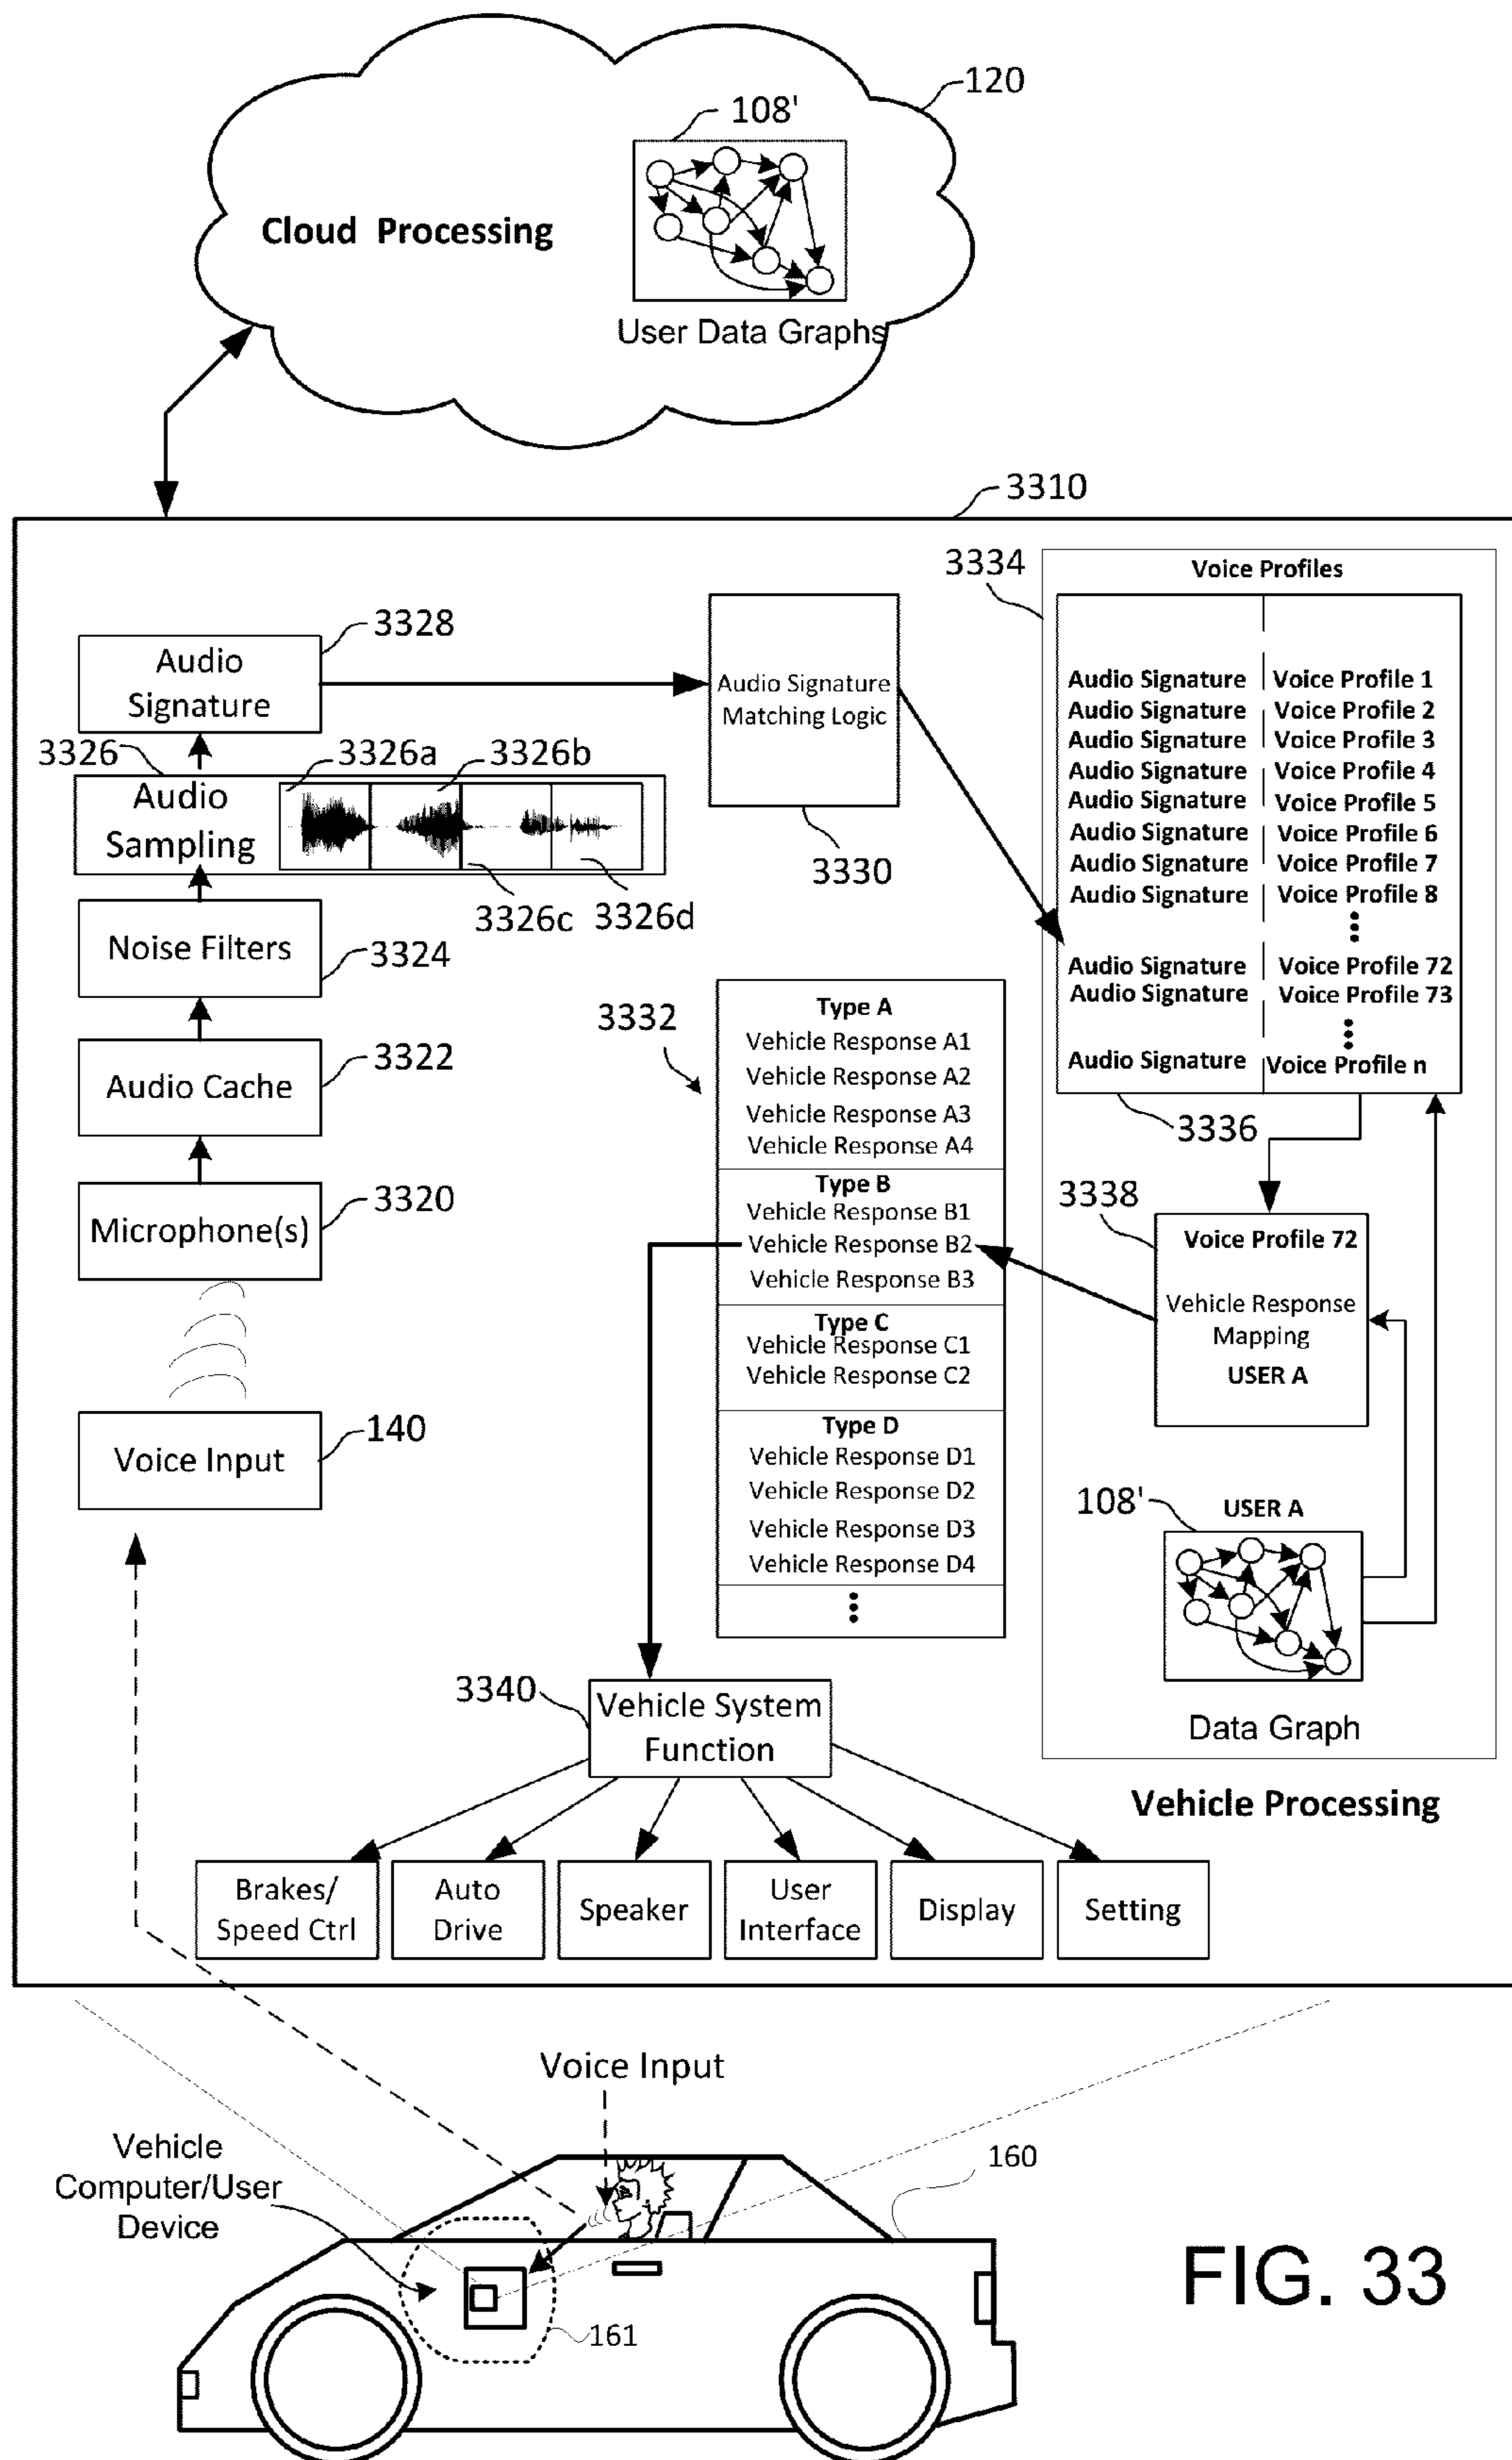 120
108'
Cloud Processing
User Data Graphs
3310
3334
Voice Profiles
3328
Audio
Signature
Audio Signature
Matching Logic
3330
Audio Signature Voice Profile 1
Audio Signature Voice Profile 2
Audio Signature Voice Profile 3
Audio Signature Voice Profile 4
Audio Signature Voice Profile 5
Audio Signature Voice Profile 6
Audio Signature Voice Profile 7
Audio Signature Voice Profile 8
Audio Signature Voice Profile 72
Audio Signature Voice Profile 73
Audio Signature Voice Profile n
3336
3326
3326a
3326b
Audio
Sampling
3326c
3326d
Noise Filters
3324
Audio Cache
3322
Microphone(s)
3320
Voice Input
140
3332
Type A
Vehicle Response A1
Vehicle Response A2
Vehicle Response A3
Vehicle Response A4
Type B
Vehicle Response B1
Vehicle Response B2
Vehicle Response B3
Type C
Vehicle Response C1
Vehicle Response C2
Type D
Vehicle Response D1
Vehicle Response D2
Vehicle Response D3
Vehicle Response D4
3338
Voice Profile 72
Vehicle Response
Mapping
USER A
108'
USER A
Data Graph
3340
Vehicle System
Function
Vehicle Processing
Brakes/
Speed Ctrl
Auto
Drive
Speaker
User
Interface
Display
Setting
Voice Input
Vehicle
Computer/User
Device
160
161
FIG. 33